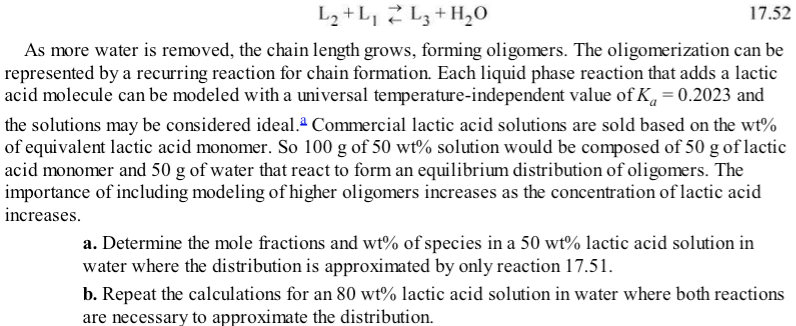 L₂ + L₁ ⇄ L₃ + H₂O 17.52
As more water is removed, the chain length grows, forming oligomers. The oligomerization can be
represented by a recurring reaction for chain formation. Each liquid phase reaction that adds a lactic
acid molecule can be modeled with a universal temperature-independent value of Kₐ = 0.2023 and
the solutions may be considered ideal.ᵃ Commercial lactic acid solutions are sold based on the wt%
of equivalent lactic acid monomer. So 100 g of 50 wt% solution would be composed of 50 g of lactic
acid monomer and 50 g of water that react to form an equilibrium distribution of oligomers. The
importance of including modeling of higher oligomers increases as the concentration of lactic acid
increases.
a. Determine the mole fractions and wt% of species in a 50 wt% lactic acid solution in
water where the distribution is approximated by only reaction 17.51.
b. Repeat the calculations for an 80 wt% lactic acid solution in water where both reactions
are necessary to approximate the distribution.